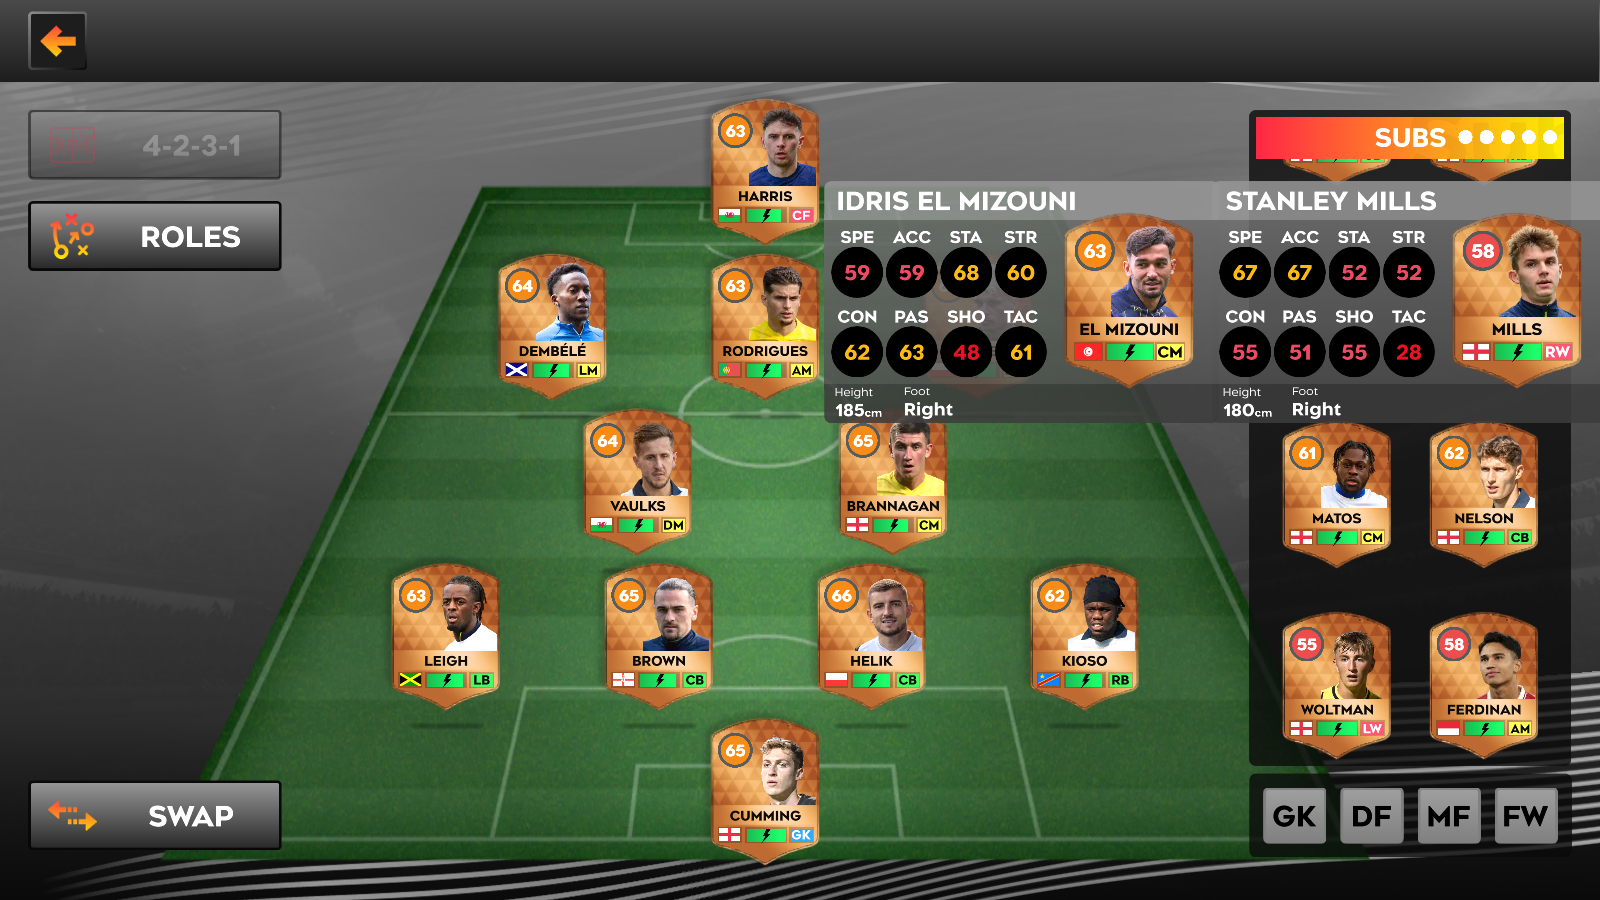 SUBS
4-2-3-1
ROLES
63
HARRIS
CF
IDRIS EL MIZOUNI
SPE ACC STA STR
59 59 68 60
CON PAS SHO TAC
62 63 48 61
Height Foot
185cm Right
63
EL MIZOUNI
CM
STANLEY MILLS
SPE ACC STA STR
67 67 52 52
CON PAS SHO TAC
55 51 55 28
Height Foot
180cm Right
58
MILLS
RW
64
DEMBÉLÉ
LM
63
RODRIGUES
AM
64
VAULKS
DM
65
BRANNAGAN
CM
61
MATOS
CM
62
NELSON
CB
63
LEIGH
LB
65
BROWN
CB
66
HELIK
CB
62
KIOSO
RB
55
WOLTMAN
LW
58
FERDINAN
AM
65
CUMMING
GK
SWAP
GK DF MF FW